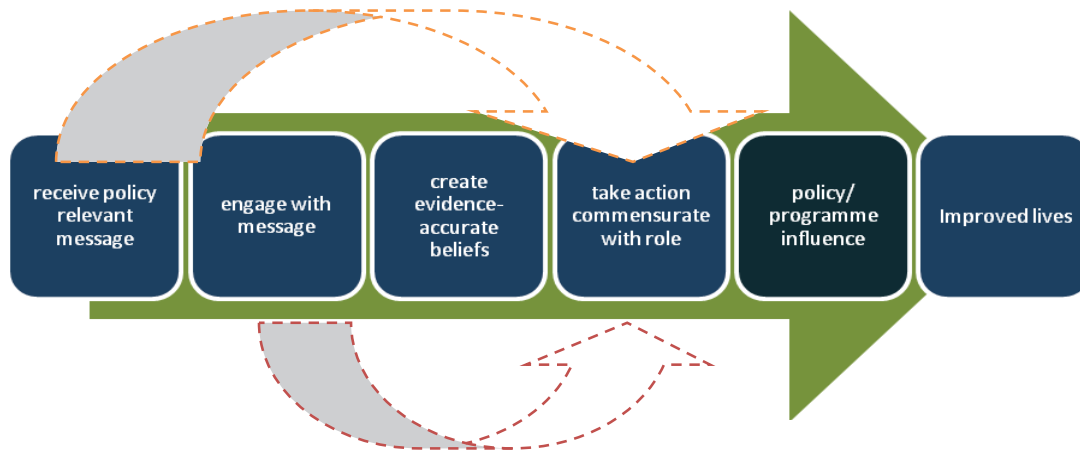 receive policy
relevant
message
engage with
message
create
evidence-
accurate
beliefs
take action
commensurate
with role
policy/
programme
influence
Improved lives